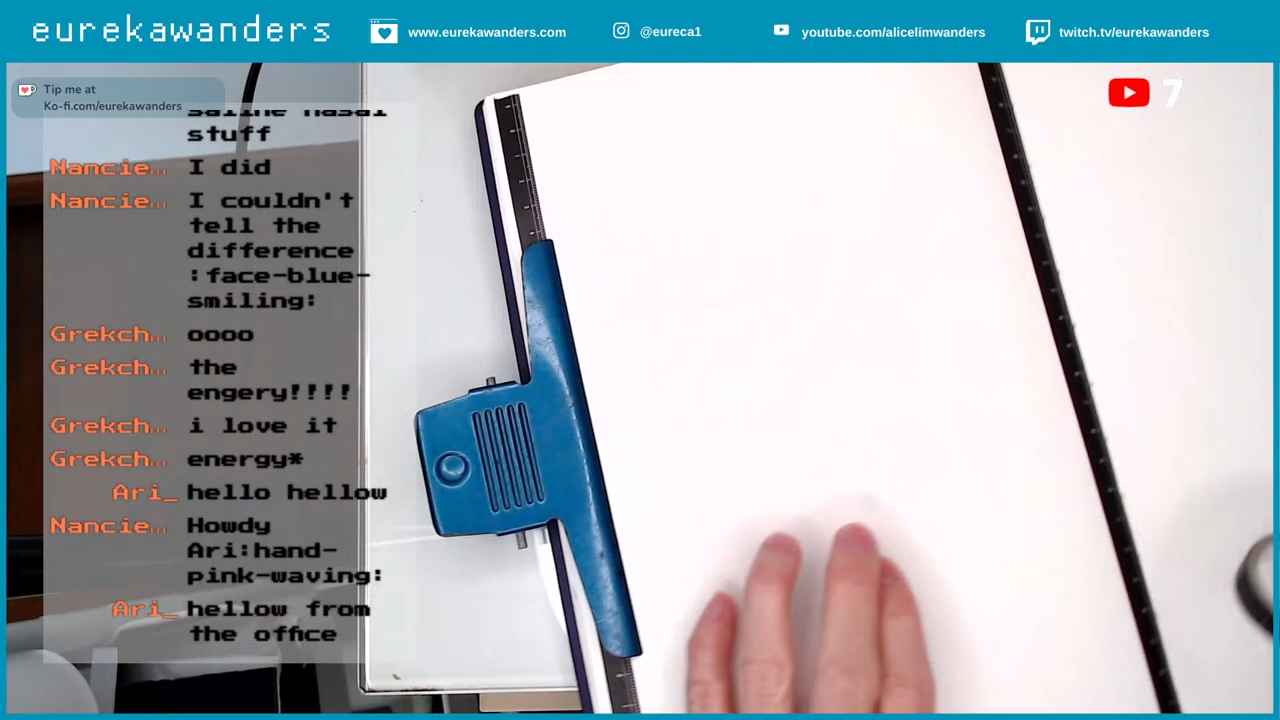 eurekawanders
www.eurekawanders.com
@eureca1
youtube.com/alicelimwanders
twitch.tv/eurekawanders
Tip me at
Ko-fi.com/eurekawanders
7
saline nasal
stuff
Nancie... I did
Nancie... I couldn't
tell the
difference
:face-blue-
smiling:
Grekch... oooo
Grekch... the
engery!!!!
Grekch... i love it
Grekch... energy*
Ari_ hello hellow
Nancie... Howdy
Ari:hand-
pink-waving:
Ari_ hellow from
the office